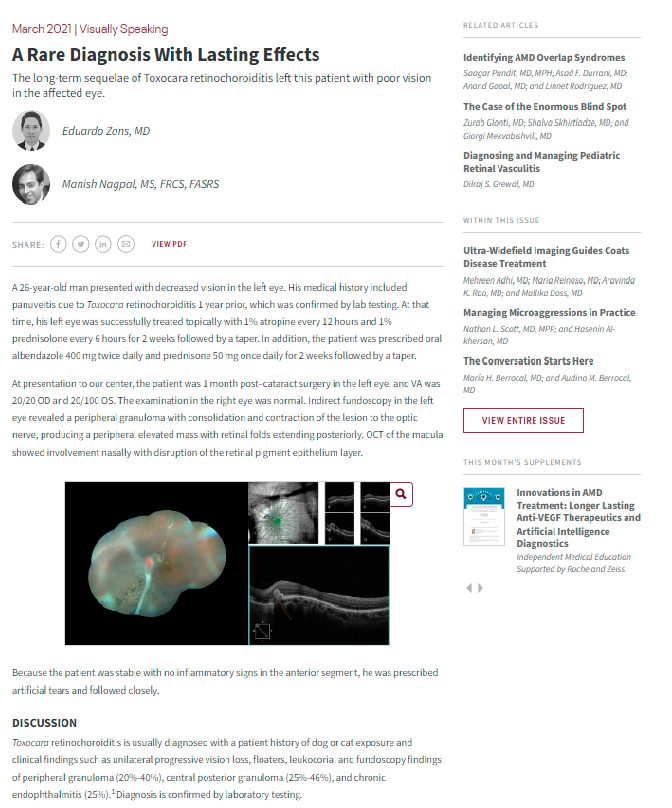 March 2021 | Visually Speaking
A Rare Diagnosis With Lasting Effects
The long-term sequelae of Toxocara retinochoroiditis left this patient with poor vision
in the affected eye.
Eduardo Zans, MD
Manish Nagpal, MS, FRCS, FASRS
SHARE:
VIEW PDF
A 26-year-old man presented with decreased vision in the left eye. His medical history included
panuveitis due to Toxocara retinochoroiditis 1 year prior, which was confirmed by lab testing. At that
time, his left eye was successfully treated topically with 1% atropine every 12 hours and 1%
prednisolone every 6 hours for 2 weeks followed by a taper. In addition, the patient was prescribed oral
albendazole 400 mg twice daily and prednisone 50 mg once daily for 2 weeks followed by a taper.
At presentation to our center, the patient was 1 month post-cataract surgery in the left eye, and VA was
20/20 OD and 20/100 OS. The examination in the right eye was normal. Indirect fundoscopy in the left
eye revealed a peripheral granuloma with consolidation and contraction of the lesion to the optic
nerve, producing a peripheral elevated mass with retinal folds extending posteriorly. OCT of the macula
showed involvement nasally with disruption of the retinal pigment epithelium layer.
Because the patient was stable with no inflammatory signs in the anterior segment, he was prescribed
artificial tears and followed closely.
DISCUSSION
Toxocara retinochoroiditis is usually diagnosed with a patient history of dog or cat exposure and
clinical findings such as unilateral progressive vision loss, floaters, leukocoria, and fundoscopy findings
of peripheral granuloma (20%-40%), central posterior granuloma (25%-46%), and chronic
endophthalmitis (25%).1 Diagnosis is confirmed by laboratory testing.
RELATED ARTICLES
Identifying AMD Overlap Syndromes
Saagar Pandit, MD, MPH; Asad F. Durrani, MD;
Anand Gopal, MD; and Linnet Rodriguez, MD
The Case of the Enormous Blind Spot
Zurab Glonti, MD; Shalva Skhirtladze, MD; and
Giorgi Mekvabishvili, MD
Diagnosing and Managing Pediatric
Retinal Vasculitis
Dilraj S. Grewal, MD
WITHIN THIS ISSUE
Ultra-Widefield Imaging Guides Coats
Disease Treatment
Mehreen Adhi, MD; Maria Reinoso, MD; Aravinda
K. Rao, MD; and Mallika Doss, MD
Managing Microaggressions in Practice
Nathan L. Scott, MD, MPP; and Hasenin Al-
khersan, MD
The Conversation Starts Here
María H. Berrocal, MD; and Audina M. Berrocal,
MD
VIEW ENTIRE ISSUE
THIS MONTH'S SUPPLEMENTS
Innovations in AMD
Treatment: Longer Lasting
Anti-VEGF Therapeutics and
Artificial Intelligence
Diagnostics
Independent Medical Education
Supported by Roche and Zeiss